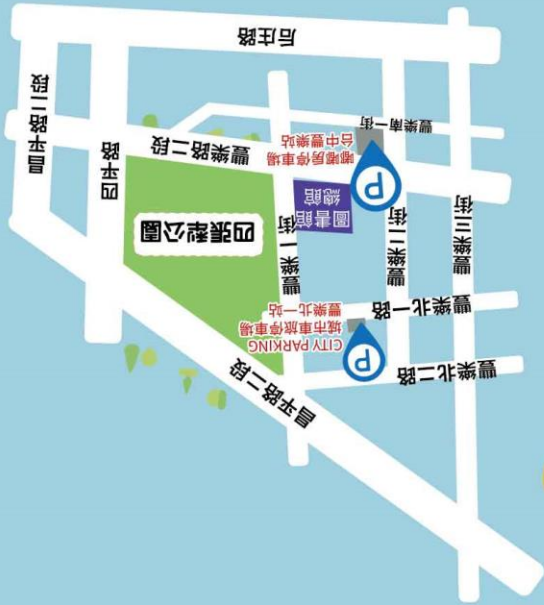 昌平路二段
豐樂北二路
P
CITY PARKING
城市車旅停車場
豐樂北一站
豐樂北一路
豐樂三街
豐樂二街
豐樂一街
四張犁公園
圖書館
總館
P
嘟嘟房停車場
台中豐樂站
豐樂路二段
豐樂南一街
四平路
昌平路二段
后庄路